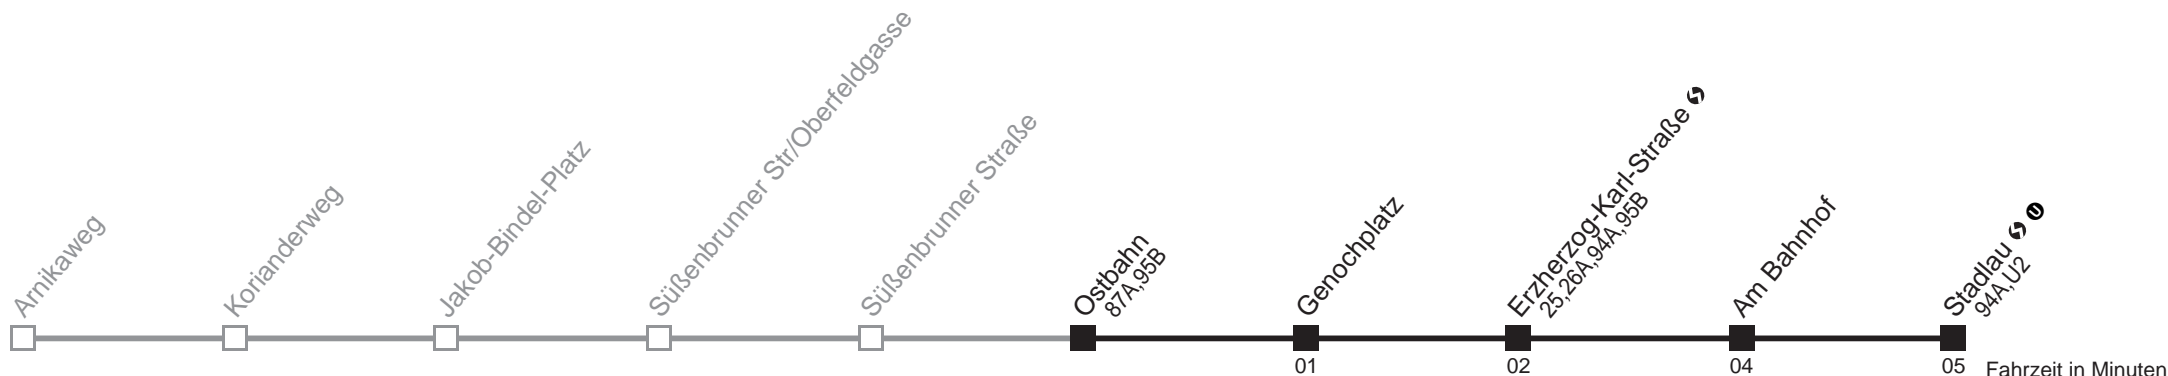 Arnikaweg
Korianderweg
Jakob-Bindel-Platz
Süßenbrunner Str/Oberfeldgasse
Süßenbrunner Straße
Ostbahn
87A,95B
Genochplatz
Erzherzog-Karl-Straße S
25,26A,94A,95B
Am Bahnhof
Stadlau S U
94A,U2
01
02
04
05
Fahrzeit in Minuten